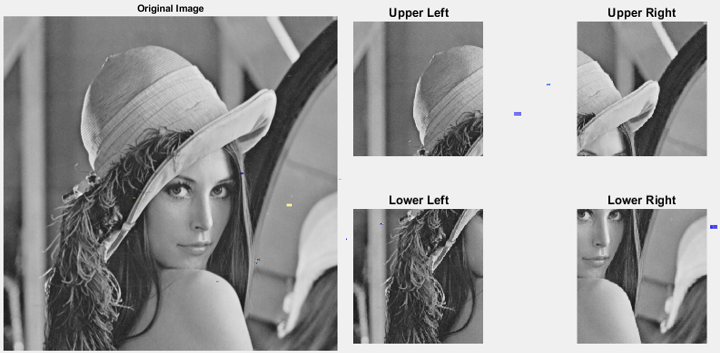 Original Image
Upper Left
Upper Right
Lower Left
Lower Right